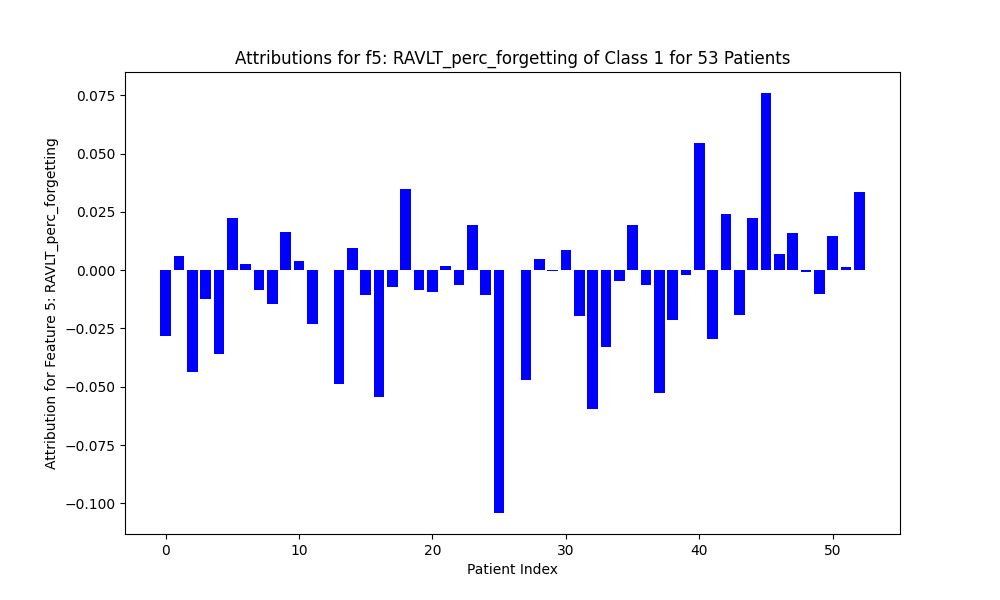 Attributions for f5: RAVLT_perc_forgetting of Class 1 for 53 Patients
Attribution for Feature 5: RAVLT_perc_forgetting
0.075
0.050
0.025
0.000
−0.025
−0.050
−0.075
−0.100
0 10 20 30 40 50
Patient Index